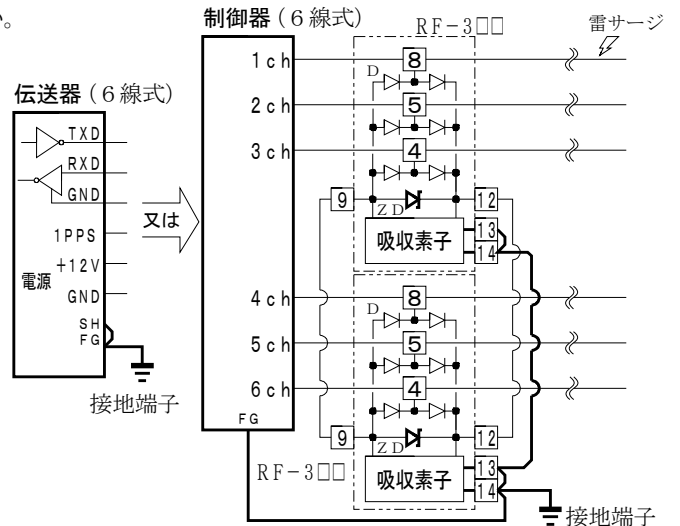 い。
制御器(6線式)
RF-3□□
雷サージ
伝送器(6線式)
TXD
RXD
GND
1PPS
+12V
電源
GND
SH
FG
接地端子
又は
1ch
2ch
3ch
D
8
5
4
9
ZD
12
吸収素子
13
14
4ch
5ch
6ch
FG
D
8
5
4
9
ZD
12
RF-3□□
吸収素子
13
14
接地端子